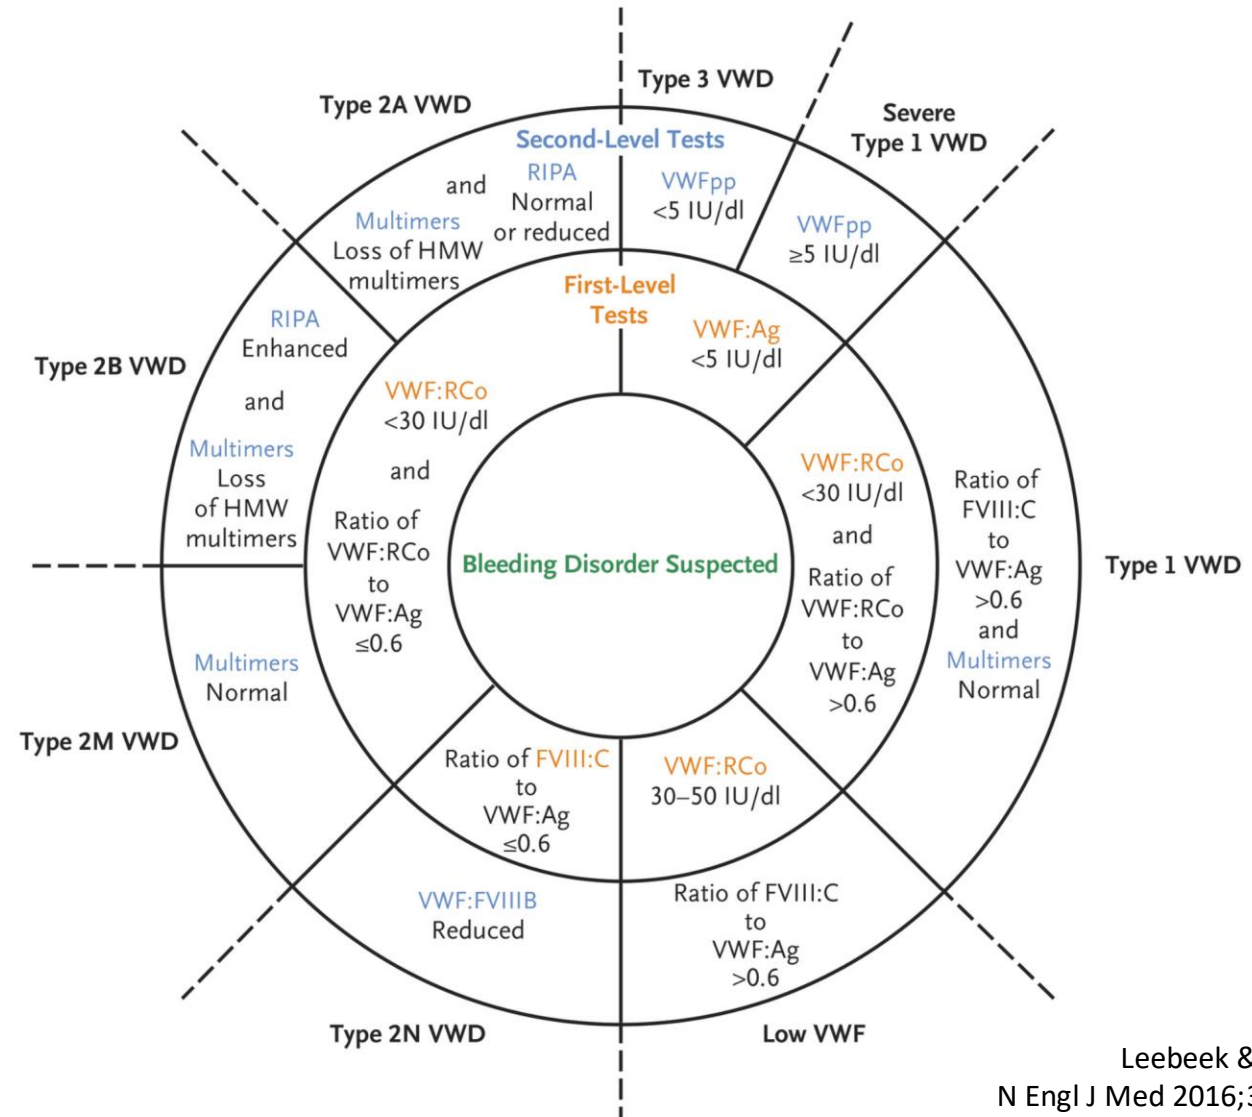 Type 3 VWD
Type 2A VWD
Severe
Type 1 VWD
Second-Level Tests
RIPA
and
Normal
or reduced
Multimers
Loss of HMW
multimers
VWFpp
<5 IU/dl
VWFpp
≥5 IU/dl
First-Level
Tests
VWF:Ag
<5 IU/dl
Type 2B VWD
RIPA
Enhanced
and
Multimers
Loss
of HMW
multimers
VWF:RCo
<30 IU/dl
and
Ratio of
VWF:RCo
to
VWF:Ag
≤0.6
Bleeding Disorder Suspected
VWF:RCo
<30 IU/dl
and
Ratio of
VWF:RCo
to
VWF:Ag
>0.6
Ratio of
FVIII:C
to
VWF:Ag
>0.6
and
Multimers
Normal
Type 1 VWD
Multimers
Normal
Type 2M VWD
Ratio of FVIII:C
to
VWF:Ag
≤0.6
VWF:RCo
30–50 IU/dl
VWF:FVIIIB
Reduced
Ratio of FVIII:C
to
VWF:Ag
>0.6
Type 2N VWD
Low VWF
Leebeek &
N Engl J Med 2016;